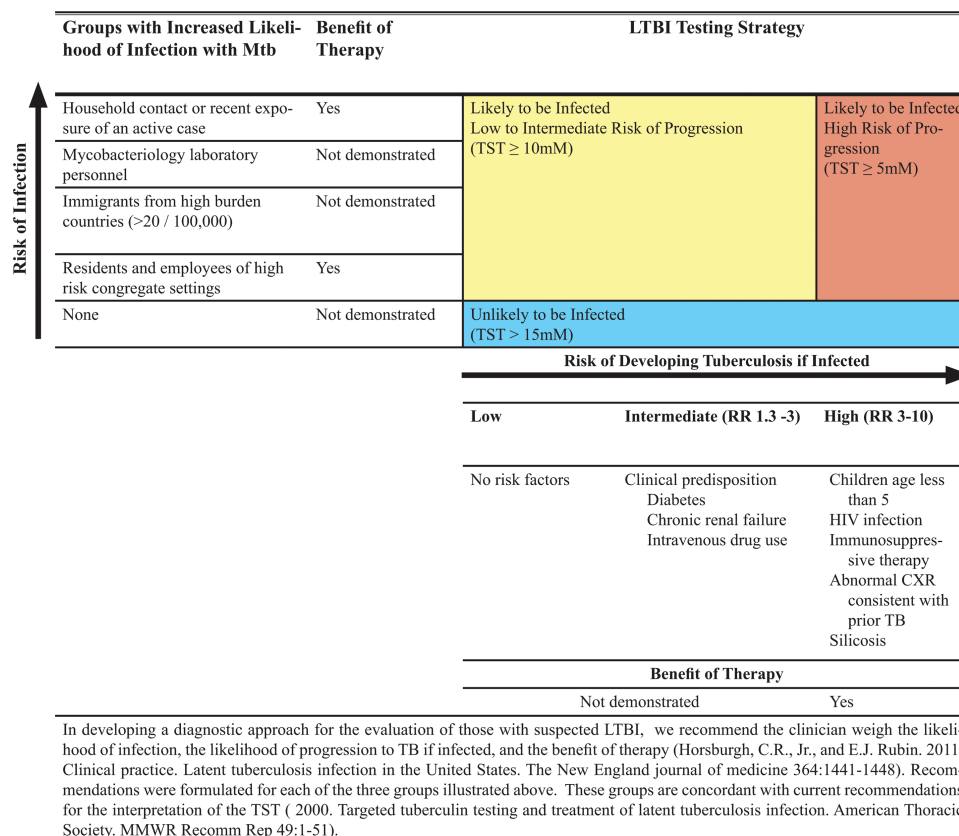 Groups with Increased Likeli-
hood of Infection with Mtb
Benefit of
Therapy
LTBI Testing Strategy
Risk of Infection
Household contact or recent expo-
sure of an active case
Yes
Mycobacteriology laboratory
personnel
Not demonstrated
Immigrants from high burden
countries (>20 / 100,000)
Not demonstrated
Residents and employees of high
risk congregate settings
Yes
None
Not demonstrated
Likely to be Infected
Low to Intermediate Risk of Progression
(TST ≥ 10mM)
Likely to be Infected
High Risk of Pro-
gression
(TST ≥ 5mM)
Unlikely to be Infected
(TST > 15mM)
Risk of Developing Tuberculosis if Infected
Low
Intermediate (RR 1.3 -3)
High (RR 3-10)
No risk factors
Clinical predisposition
Diabetes
Chronic renal failure
Intravenous drug use
Children age less
than 5
HIV infection
Immunosuppres-
sive therapy
Abnormal CXR
consistent with
prior TB
Silicosis
Benefit of Therapy
Not demonstrated
Yes
In developing a diagnostic approach for the evaluation of those with suspected LTBI, we recommend the clinician weigh the likeli-
hood of infection, the likelihood of progression to TB if infected, and the benefit of therapy (Horsburgh, C.R., Jr., and E.J. Rubin. 2011
Clinical practice. Latent tuberculosis infection in the United States. The New England journal of medicine 364:1441-1448). Recom-
mendations were formulated for each of the three groups illustrated above. These groups are concordant with current recommendations
for the interpretation of the TST ( 2000. Targeted tuberculin testing and treatment of latent tuberculosis infection. American Thoracic
Society. MMWR Recomm Rep 49:1-51).